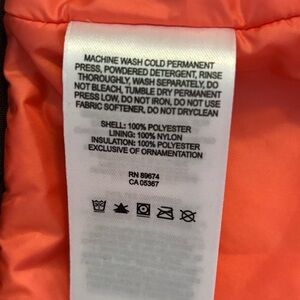 MACHINE WASH COLD PERMANENT
PRESS, POWDERED DETERGENT, RINSE
THOROUGHLY, WASH SEPARATELY, DO
NOT BLEACH, TUMBLE DRY PERMANENT
PRESS LOW, DO NOT IRON, DO NOT USE
FABRIC SOFTENER, DO NOT DRYCLEAN
SHELL: 100% POLYESTER
LINING: 100% NYLON
INSULATION: 100% POLYESTER
EXCLUSIVE OF ORNAMENTATION
RN 89674
CA 05367